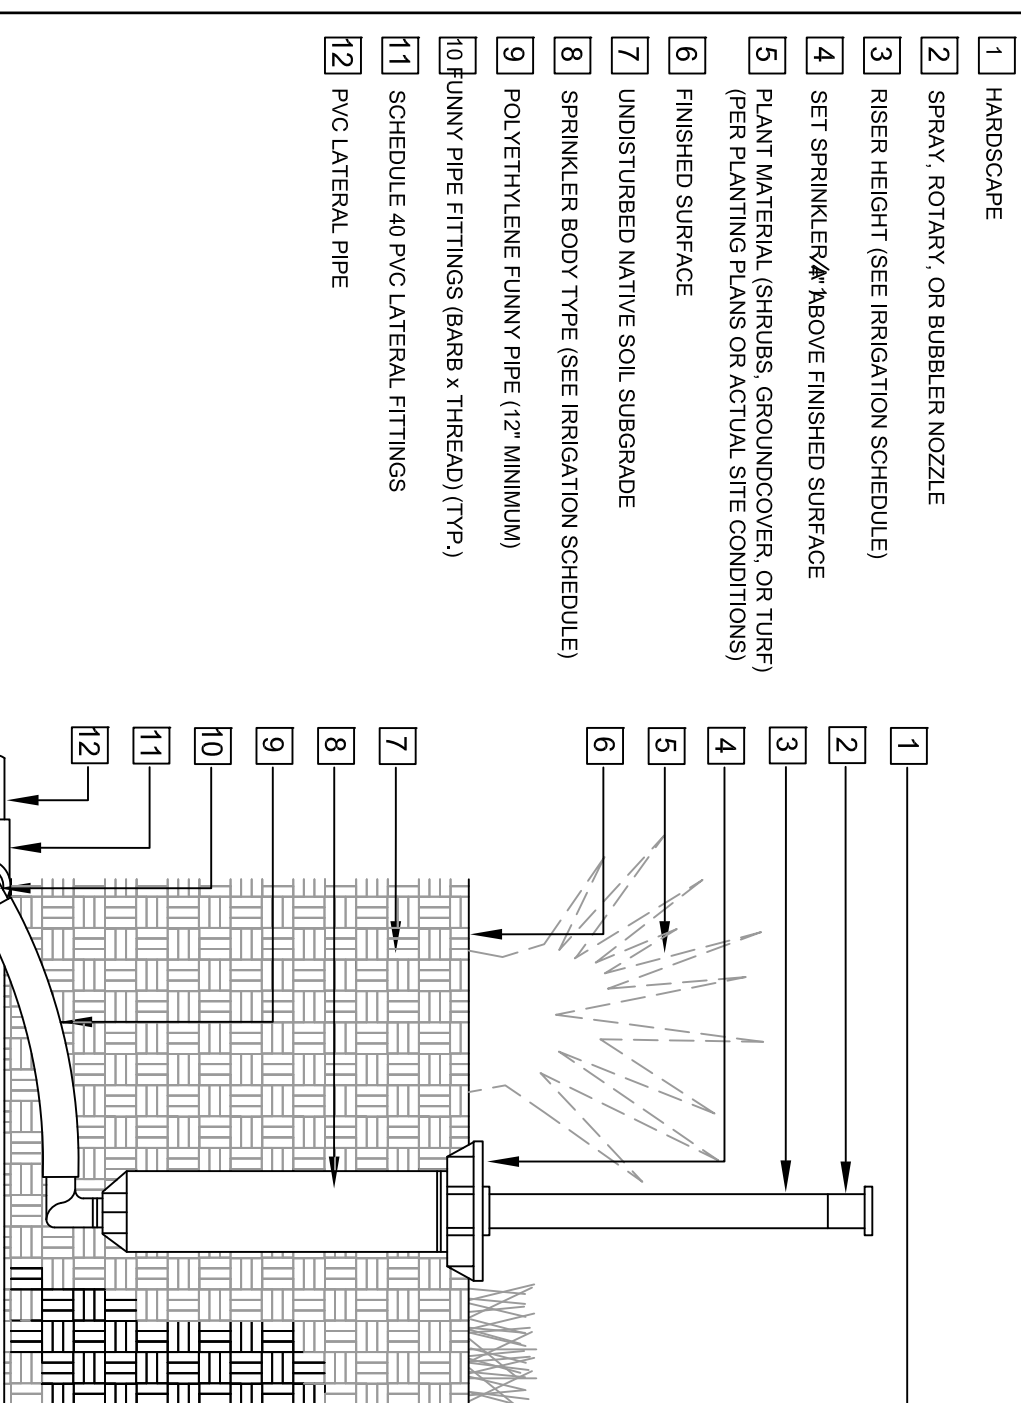 1 HARDSCAPE
2 SPRAY, ROTARY, OR BUBBLER NOZZLE
3 RISER HEIGHT (SEE IRRIGATION SCHEDULE)
4 SET SPRINKLER ABOVE FINISHED SURFACE
5 PLANT MATERIAL (SHRUBS, GROUNDCOVER, OR TURF)
(PER PLANTING PLANS OR ACTUAL SITE CONDITIONS)
6 FINISHED SURFACE
7 UNDISTURBED NATIVE SOIL SUBGRADE
8 SPRINKLER BODY TYPE (SEE IRRIGATION SCHEDULE)
9 POLYETHYLENE FUNNY PIPE (12" MINIMUM)
10 FUNNY PIPE FITTINGS (BARB x THREAD) (TYP.)
11 SCHEDULE 40 PVC LATERAL FITTINGS
12 PVC LATERAL PIPE
1
2
3
4
5
6
7
8
9
10
11
12